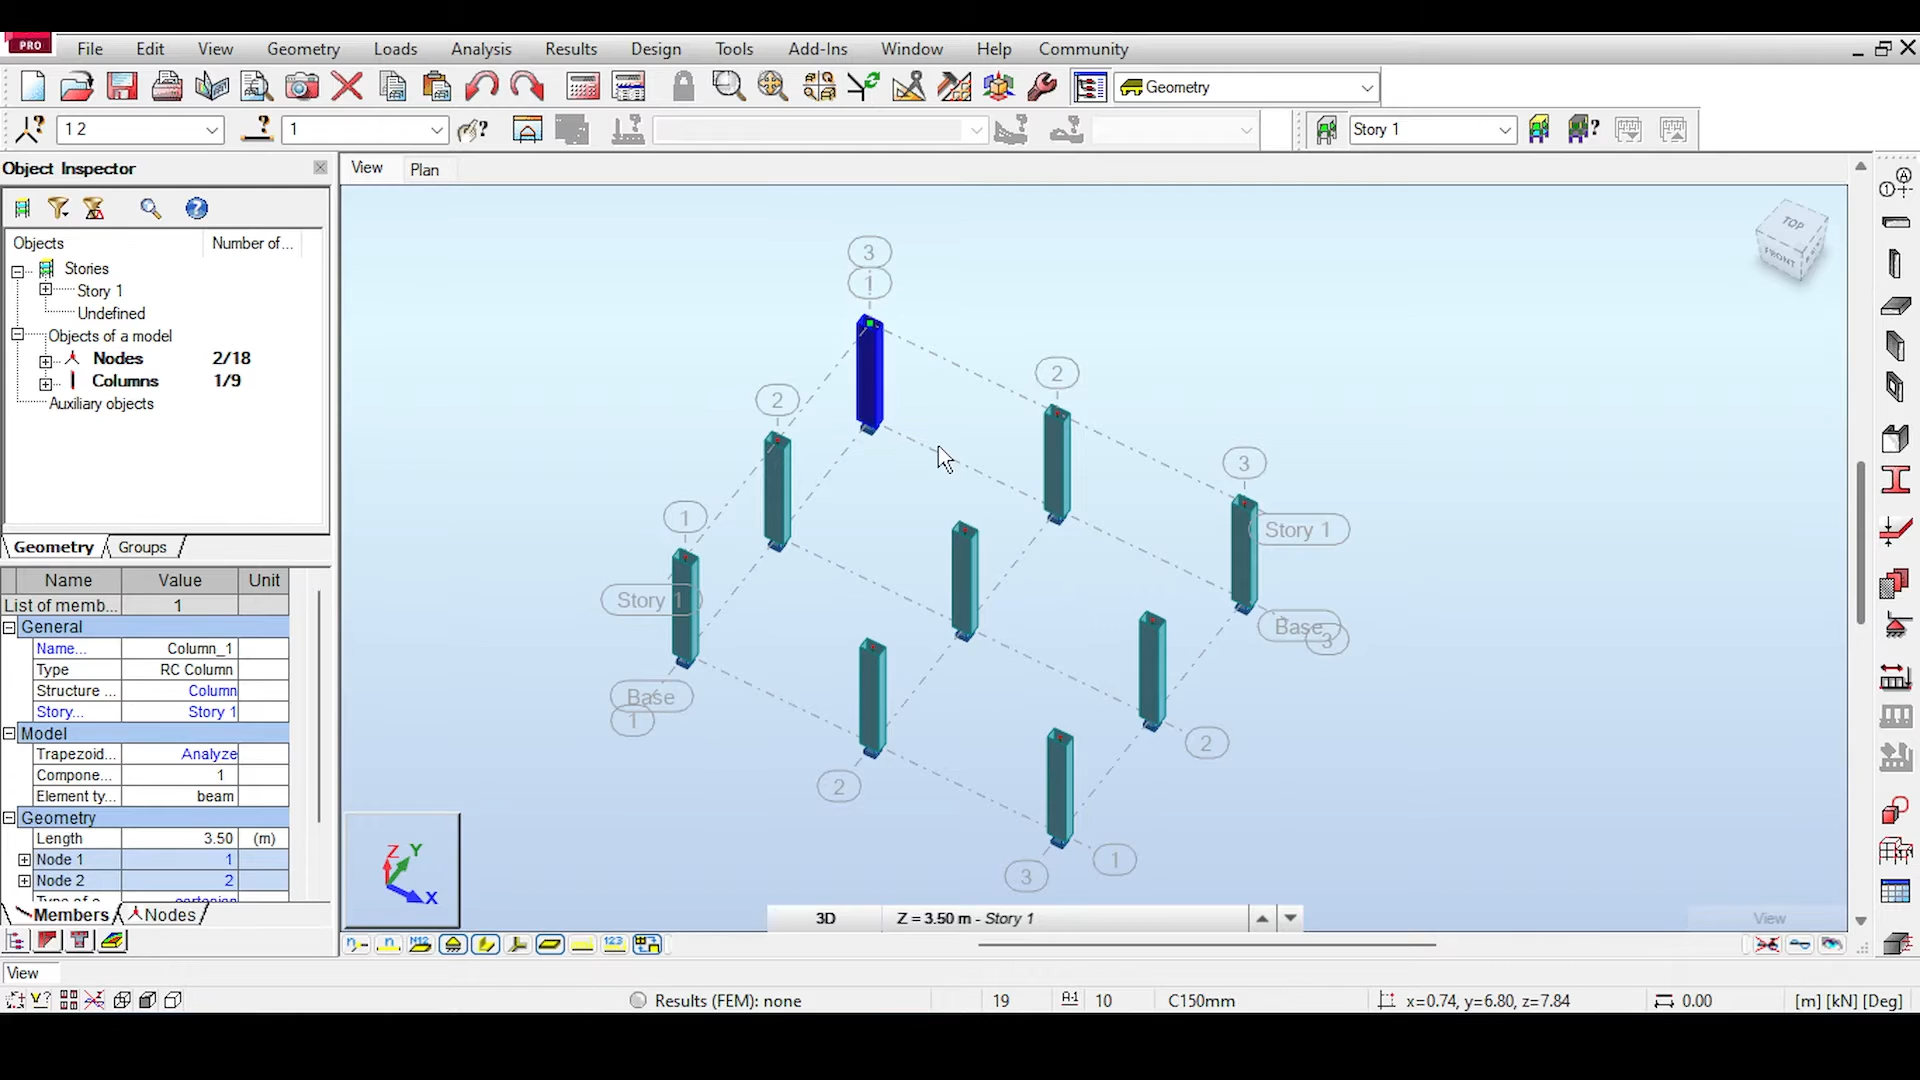 PRO
File Edit View Geometry Loads Analysis Results Design Tools Add-Ins Window Help Community
Geometry
1 2
1
Story 1
Object Inspector
View Plan
Objects Number of...
Stories
Story 1
Undefined
Objects of a model
Nodes 2/18
Columns 1/9
Auxiliary objects
Geometry Groups
Name Value Unit
List of memb... 1
General
Name... Column_1
Type RC Column
Structure ... Column
Story... Story 1
Model
Trapezoid... Analyze
Compone... 1
Element ty... beam
Geometry
Length 3.50 (m)
Node 1 1
Node 2 2
Members Nodes
TOP
FRONT
3
1
2
2
3
1
Story 1
Story 1
Base
3
Base
1
2
2
1
3
Z Y X
3D Z = 3.50 m - Story 1
View
View
Results (FEM): none 19 10 C150mm x=0.74, y=6.80, z=7.84 0.00 [m] [kN] [Deg]